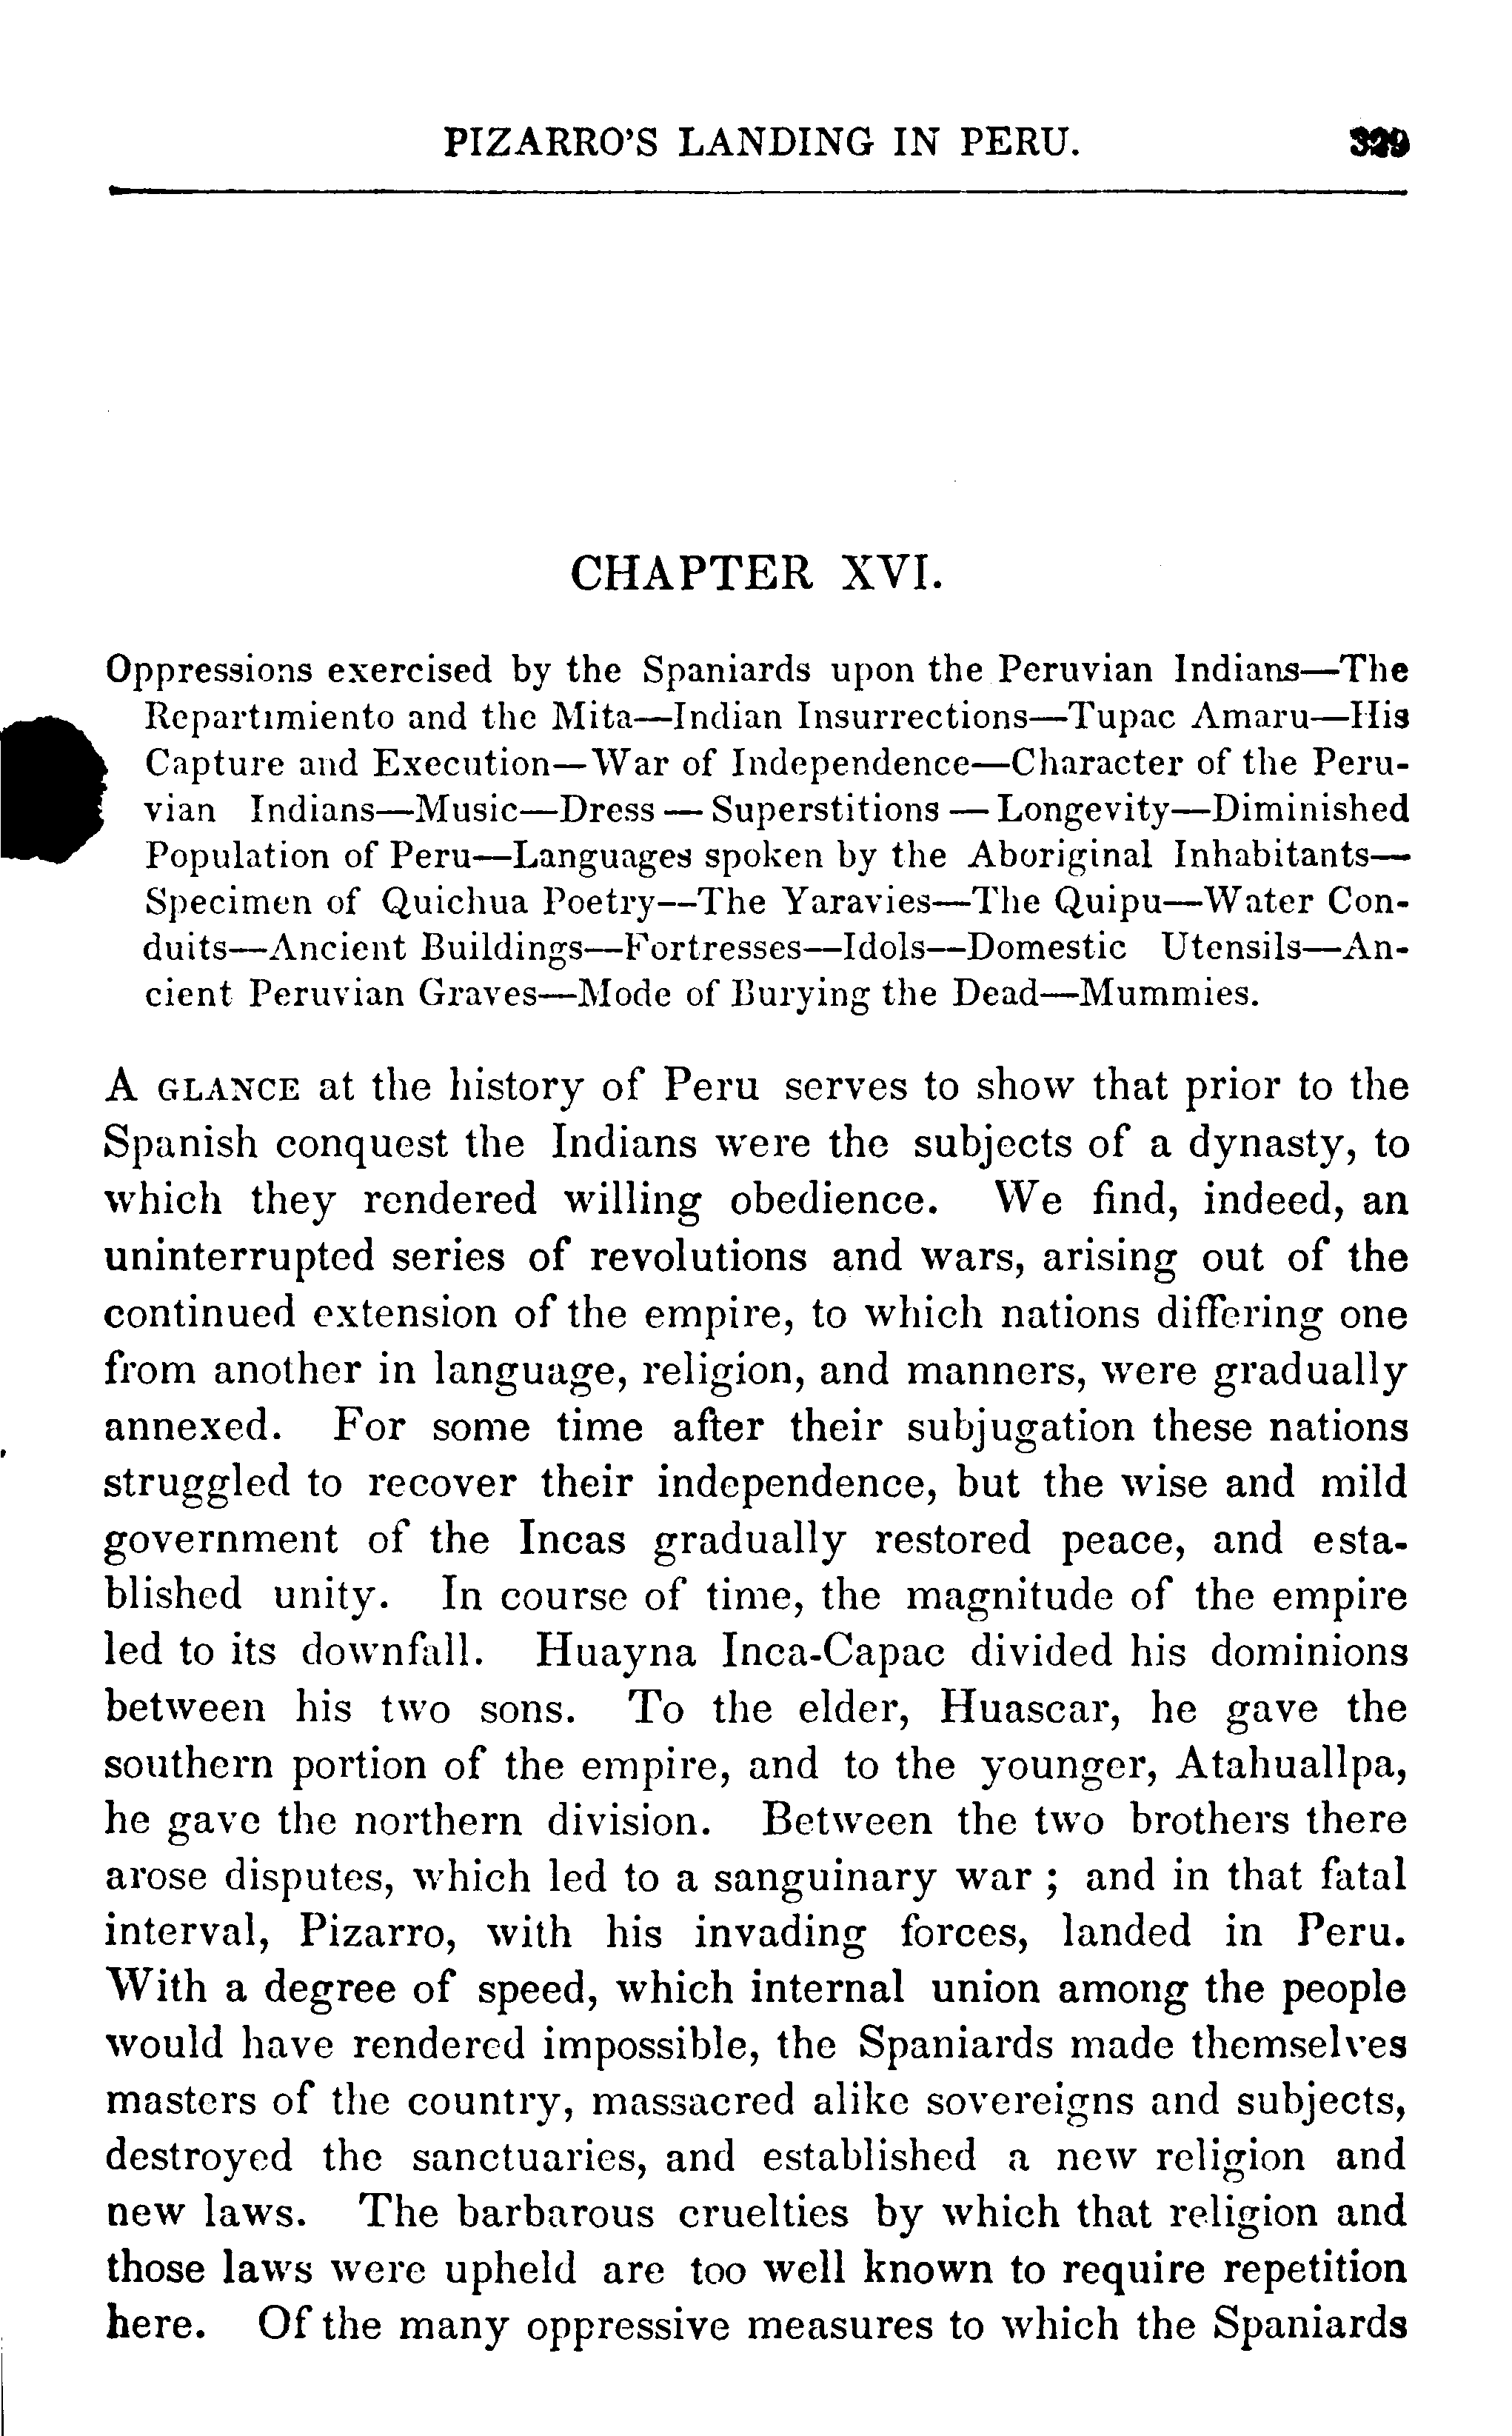 PIZARRO'S LANDING IN PERU. 329
CHAPTER XVI.
Oppressions exercised by the Spaniards upon the Peruvian Indians—The
Repartimiento and the Mita—Indian Insurrections—Tupac Amaru—His
Capture and Execution—War of Independence—Character of the Peru-
vian Indians—Music—Dress—Superstitions—Longevity—Diminished
Population of Peru—Languages spoken by the Aboriginal Inhabitants—
Specimen of Quichua Poetry—The Yaravies—The Quipu—Water Con-
duits—Ancient Buildings—Fortresses—Idols—Domestic Utensils—An-
cient Peruvian Graves—Mode of Burying the Dead—Mummies.
A GLANCE at the history of Peru serves to show that prior to the
Spanish conquest the Indians were the subjects of a dynasty, to
which they rendered willing obedience. We find, indeed, an
uninterrupted series of revolutions and wars, arising out of the
continued extension of the empire, to which nations differing one
from another in language, religion, and manners, were gradually
annexed. For some time after their subjugation these nations
struggled to recover their independence, but the wise and mild
government of the Incas gradually restored peace, and esta-
blished unity. In course of time, the magnitude of the empire
led to its downfall. Huayna Inca-Capac divided his dominions
between his two sons. To the elder, Huascar, he gave the
southern portion of the empire, and to the younger, Atahuallpa,
he gave the northern division. Between the two brothers there
arose disputes, which led to a sanguinary war; and in that fatal
interval, Pizarro, with his invading forces, landed in Peru.
With a degree of speed, which internal union among the people
would have rendered impossible, the Spaniards made themselves
masters of the country, massacred alike sovereigns and subjects,
destroyed the sanctuaries, and established a new religion and
new laws. The barbarous cruelties by which that religion and
those laws were upheld are too well known to require repetition
here. Of the many oppressive measures to which the Spaniards